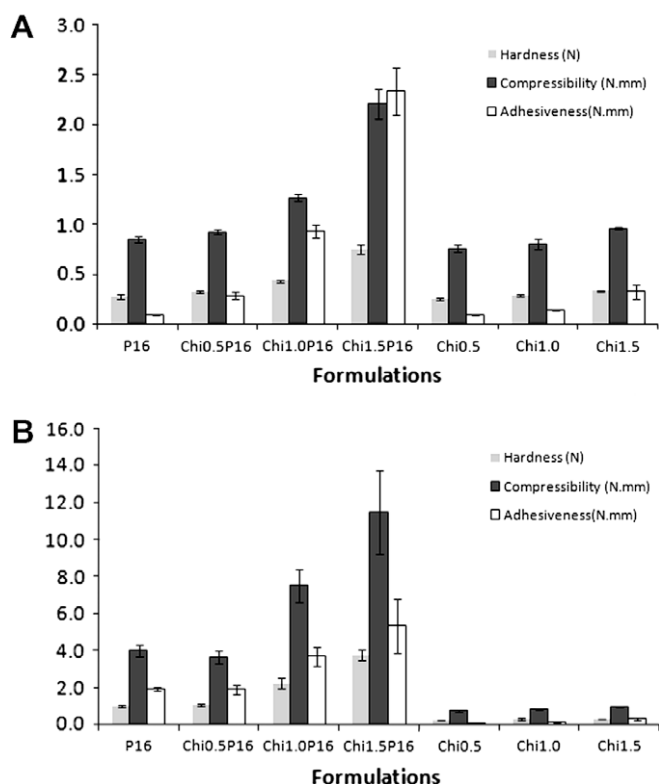 A
3.0
2.5
2.0
1.5
1.0
0.5
0.0
Hardness (N)
Compressibility (N.mm)
Adhesiveness(N.mm)
P16 Chi0.5P16 Chi1.0P16 Chi1.5P16 Chi0.5 Chi1.0 Chi1.5
Formulations
B
16.0
14.0
12.0
10.0
8.0
6.0
4.0
2.0
0.0
Hardness (N)
Compressibility (N.mm)
Adhesiveness(N.mm)
P16 Chi0.5P16 Chi1.0P16 Chi1.5P16 Chi0.5 Chi1.0 Chi1.5
Formulations